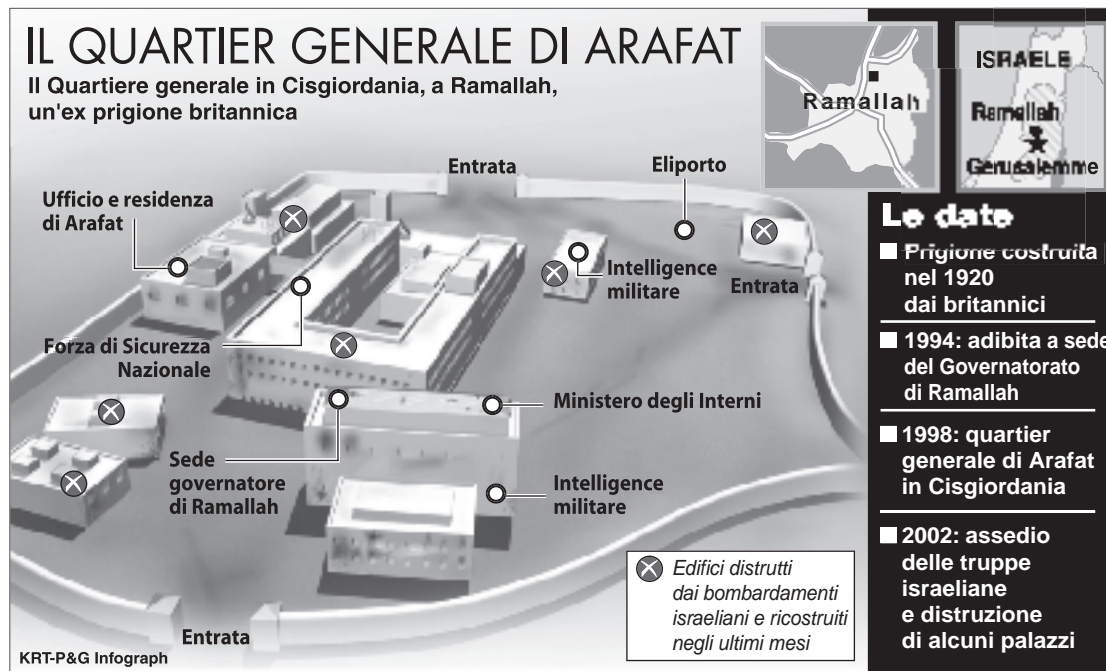 IL QUARTIER GENERALE DI ARAFAT
Il Quartiere generale in Cisgiordania, a Ramallah,
un'ex prigione britannica
Ufficio e residenza
di Arafat
Entrata
Eliporto
Intelligence
militare
Entrata
Forza di Sicurezza
Nazionale
Ministero degli Interni
Sede
governatore
di Ramallah
Intelligence
militare
Entrata
Edifici distrutti
dai bombardamenti
israeliani e ricostruiti
negli ultimi mesi
KRT-P&G Infograph
Ramallah
ISRAELE
Ramallah
Gerusalemme
Le date
Prigione costruita
nel 1920
dai britannici
1994: adibita a sede
del Governatorato
di Ramallah
1998: quartier
generale di Arafat
in Cisgiordania
2002: assedio
delle truppe
israeliane
e distruzione
di alcuni palazzi